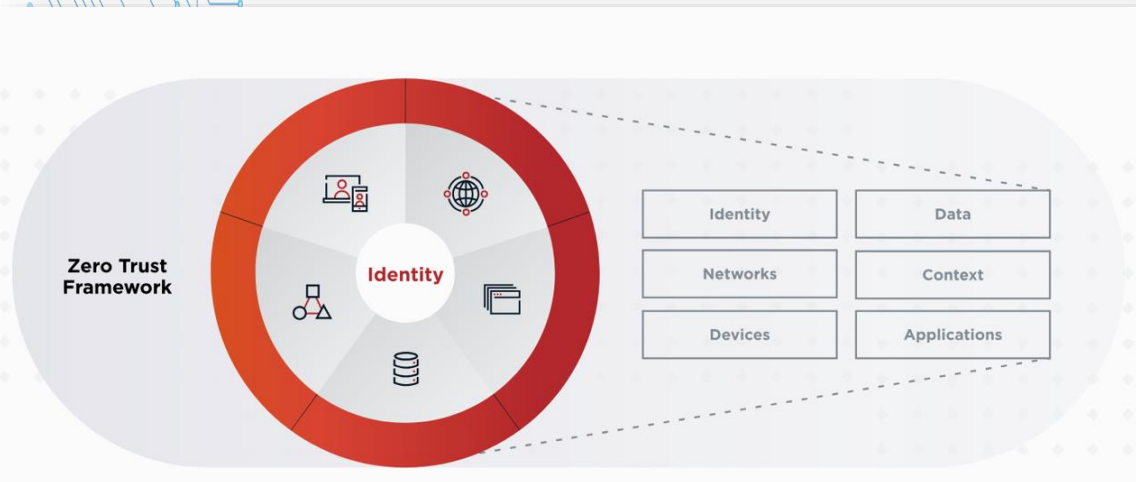 Zero Trust
Framework
Identity
Identity
Data
Networks
Context
Devices
Applications